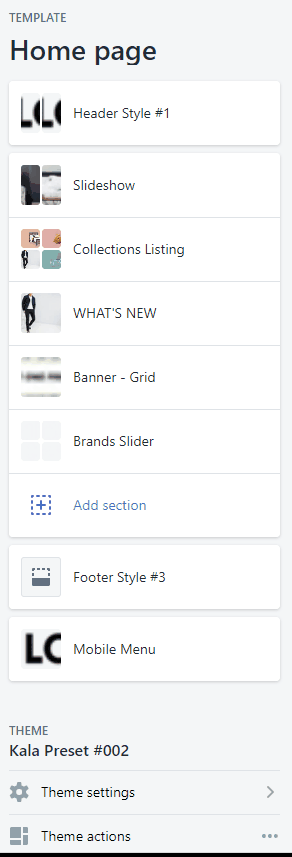 TEMPLATE
Home page
Header Style #1
Slideshow
Collections Listing
WHAT'S NEW
Banner - Grid
Brands Slider
Add section
Footer Style #3
LO
Mobile Menu
THEME
Kala Preset #002
Theme settings
Theme actions